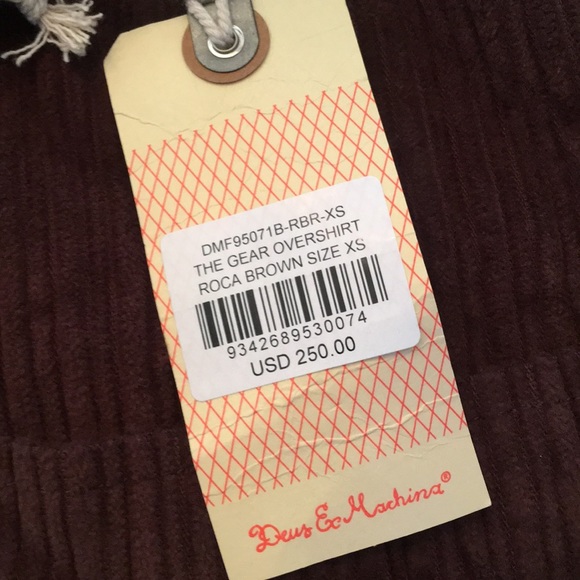 DMF95071B-RBR-XS
THE GEAR OVERSHIRT
ROCA BROWN SIZE XS
9342689530074
USD 250.00
Deus Ex Machina®